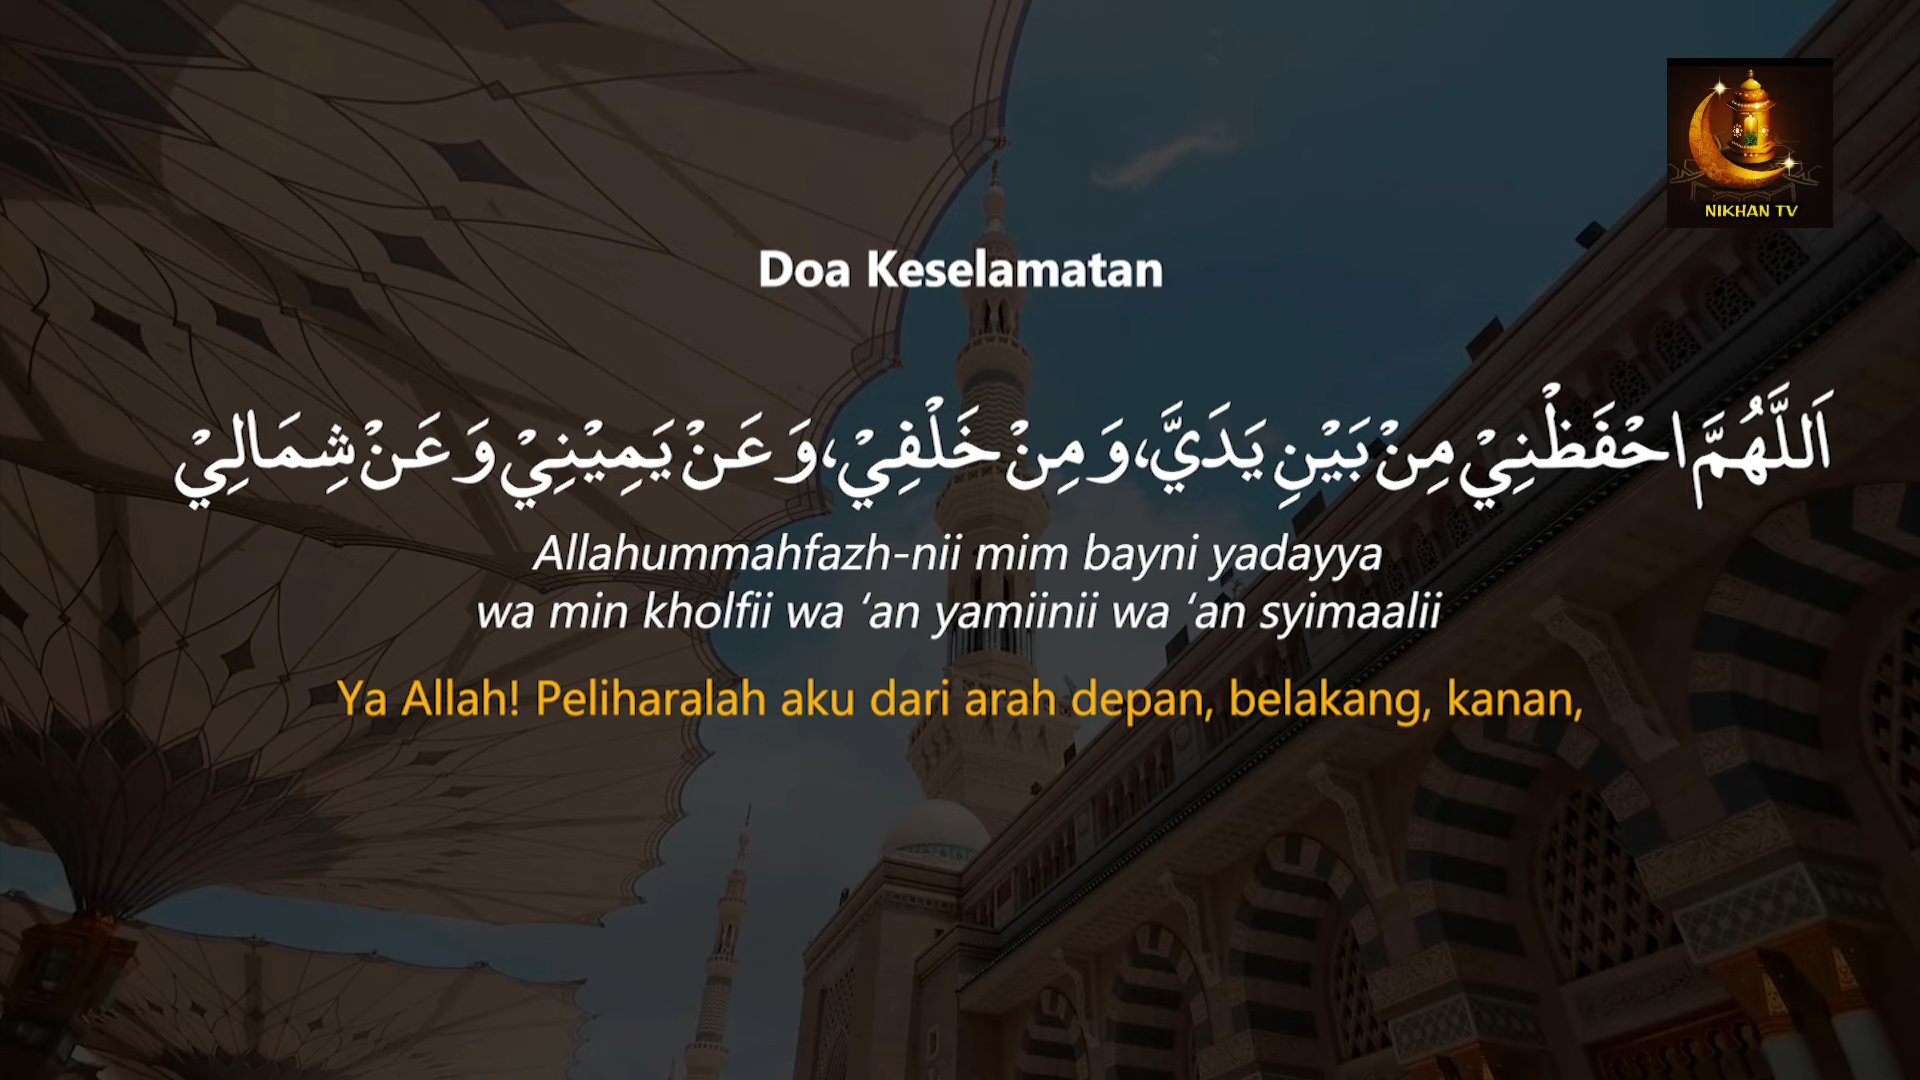 NIKHAN TV
Doa Keselamatan
اَللَّهُمَّ احْفَظْنِيْ مِنْ بَيْنِ يَدَيَّ، وَ مِنْ خَلْفِيْ، وَ عَنْ يَمِيْنِيْ وَ عَنْ شِمَالِيْ
Allahummahfazh-nii mim bayni yadayya
wa min kholfii wa ‘an yamiinii wa ‘an syimaalii
Ya Allah! Peliharalah aku dari arah depan, belakang, kanan,